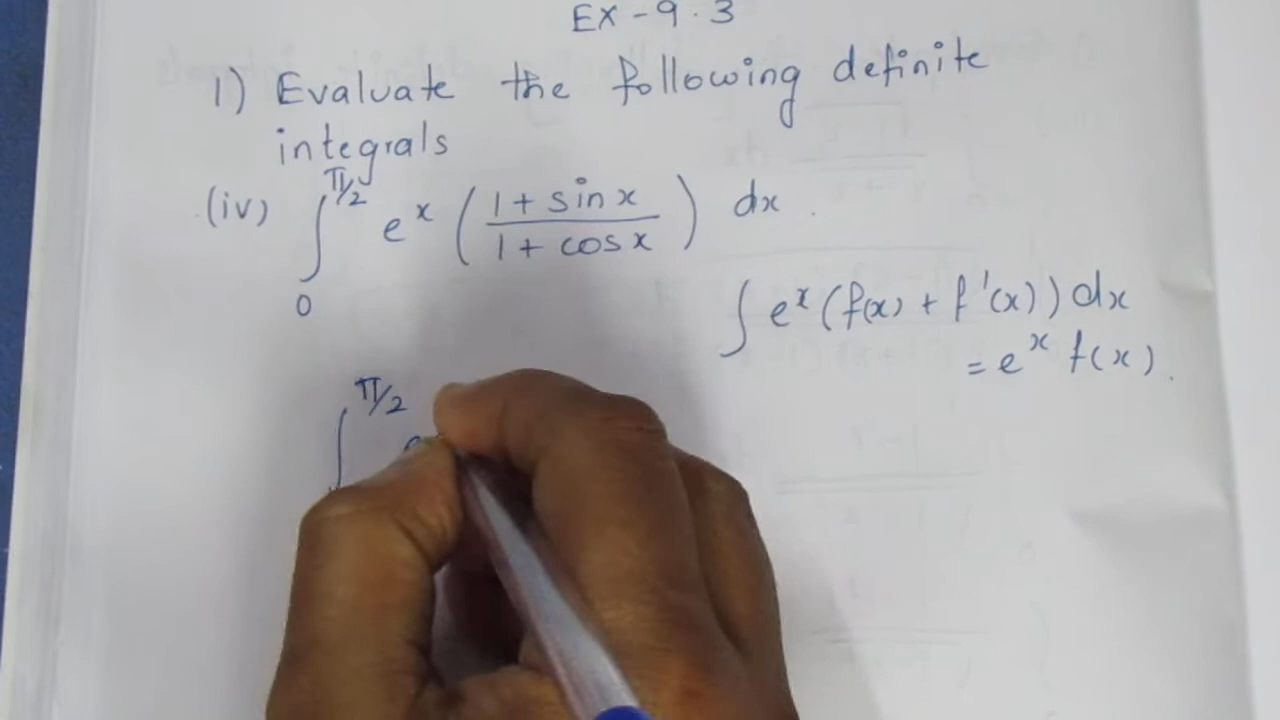 EX - 9.3
1) Evaluate the following definite
integrals
(iv) ∫₀^(π/2) e^x ( (1 + sin x) / (1 + cos x) ) dx.
∫ e^x (f(x) + f'(x)) dx
= e^x f(x).
∫^(π/2) e